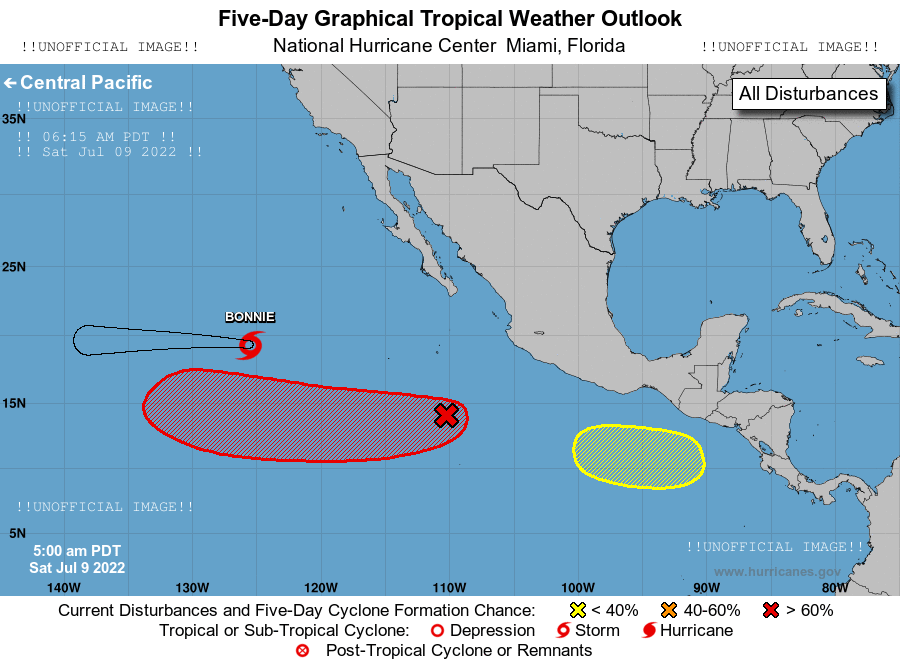 Five-Day Graphical Tropical Weather Outlook
!!UNOFFICIAL IMAGE!! National Hurricane Center  Miami, Florida !!UNOFFICIAL IMAGE!!
← Central Pacific
All Disturbances
!!UNOFFICIAL IMAGE!!
35N
!! 06:15 AM PDT !!
!! Sat Jul 09 2022 !!
25N
BONNIE
15N
!!UNOFFICIAL IMAGE!!
5N
!!UNOFFICIAL IMAGE!!
5:00 am PDT
Sat Jul 9 2022
www.hurricanes.gov
140W 130W 120W 110W 100W 90W 80W
Current Disturbances and Five-Day Cyclone Formation Chance: < 40% 40-60% > 60%
Tropical or Sub-Tropical Cyclone: Depression Storm Hurricane
Post-Tropical Cyclone or Remnants